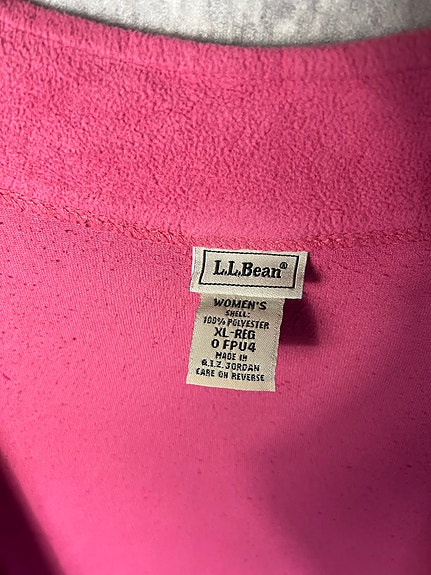 L.L.Bean®
WOMEN'S
SHELL:
100% POLYESTER
XL-REG
0 FPU4
MADE IN
Q.I.Z. JORDAN
CARE ON REVERSE